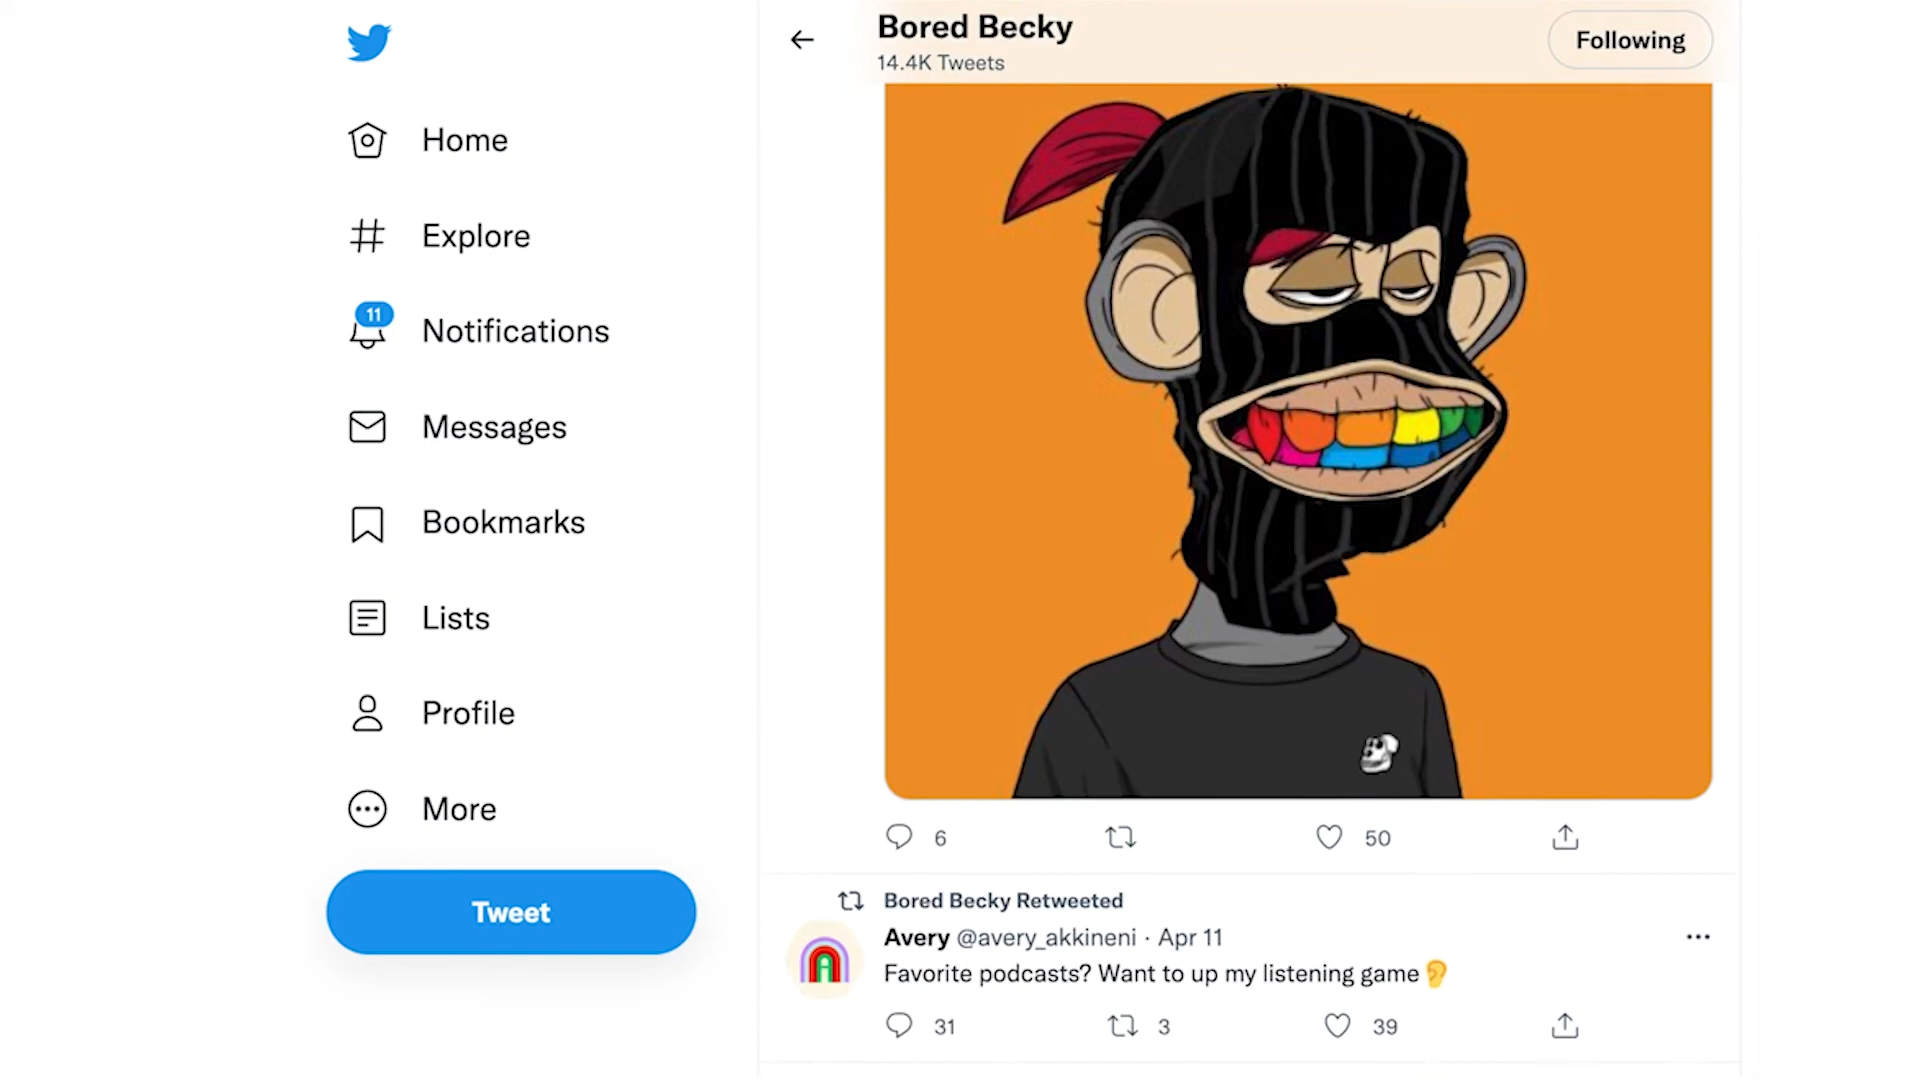 Bored Becky
14.4K Tweets
Following
Home
Explore
11
Notifications
Messages
Bookmarks
Lists
Profile
More
Tweet
6
50
Bored Becky Retweeted
Avery @avery_akkineni · Apr 11
Favorite podcasts? Want to up my listening game👂
31
3
39
A